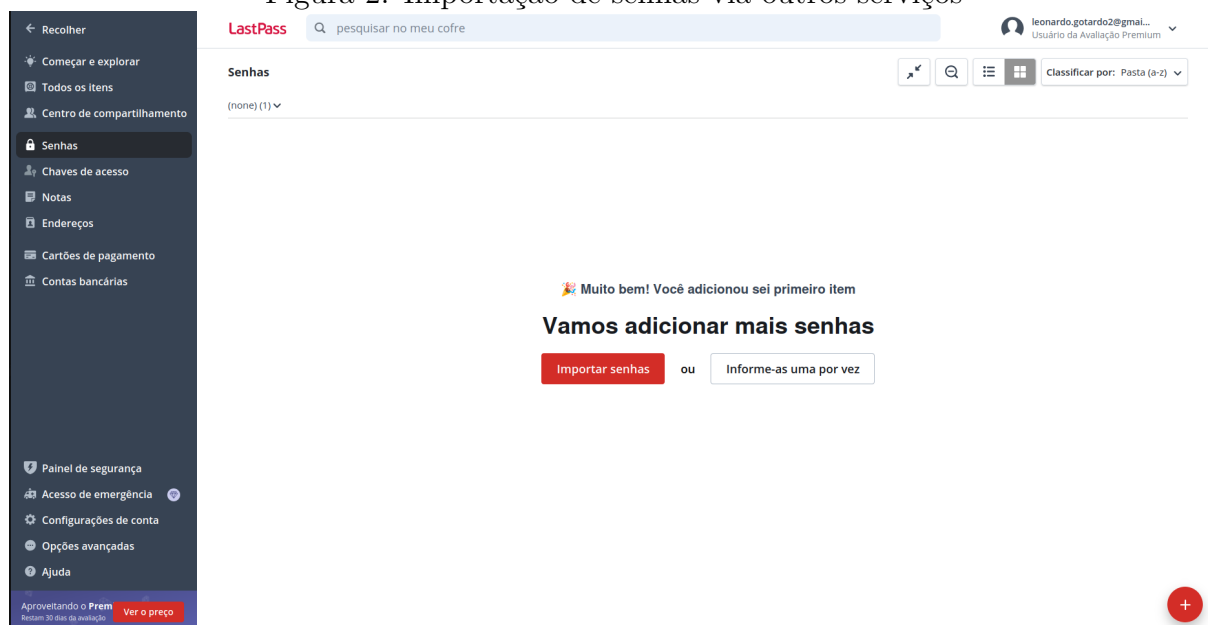 Figura 2: Importação de senhas via outros serviços
Recolher
Começar e explorar
Todos os itens
Centro de compartilhamento
Senhas
Chaves de acesso
Notas
Endereços
Cartões de pagamento
Contas bancárias
Painel de segurança
Acesso de emergência
Configurações de conta
Opções avançadas
Ajuda
Aproveitando o Prem
Restam 30 dias da avaliação
Ver o preço
LastPass
pesquisar no meu cofre
leonardo.gotardo2@gmai...
Usuário da Avaliação Premium
Senhas
Classificar por: Pasta (a-z)
(none) (1)
🎉 Muito bem! Você adicionou sei primeiro item
Vamos adicionar mais senhas
Importar senhas ou Informe-as uma por vez
+